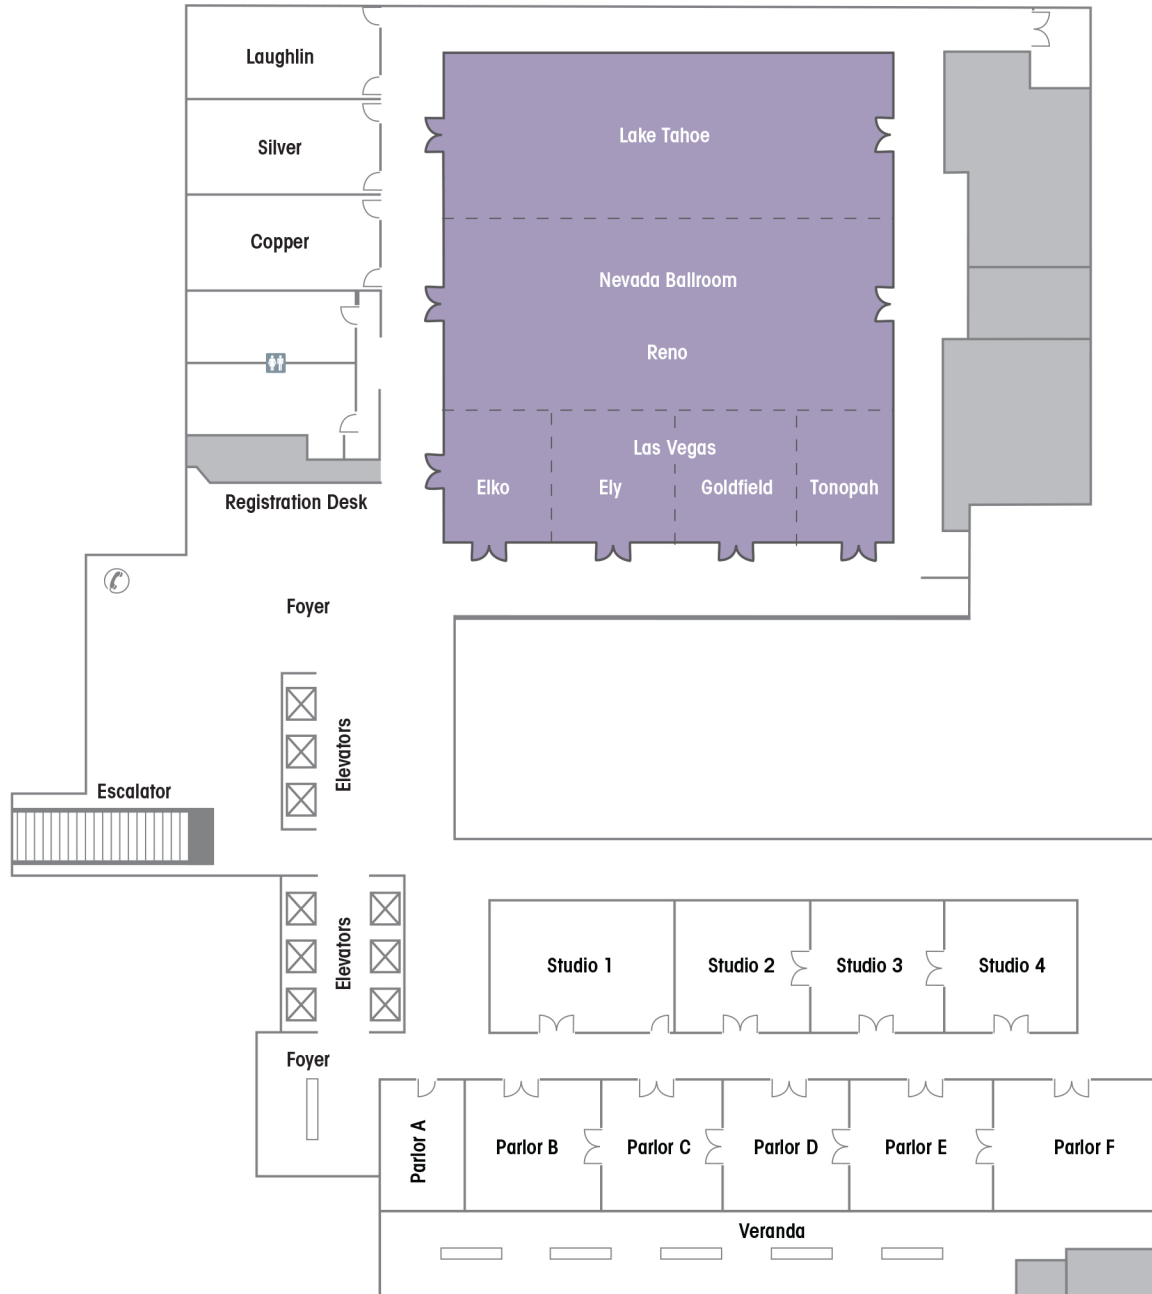 Laughlin
Lake Tahoe
Silver
Copper
Nevada Ballroom
Reno
Las Vegas
Elko
Ely
Goldfield
Tonopah
Registration Desk
Foyer
Elevators
Escalator
Elevators
Studio 1
Studio 2
Studio 3
Studio 4
Foyer
Parlor A
Parlor B
Parlor C
Parlor D
Parlor E
Parlor F
Veranda